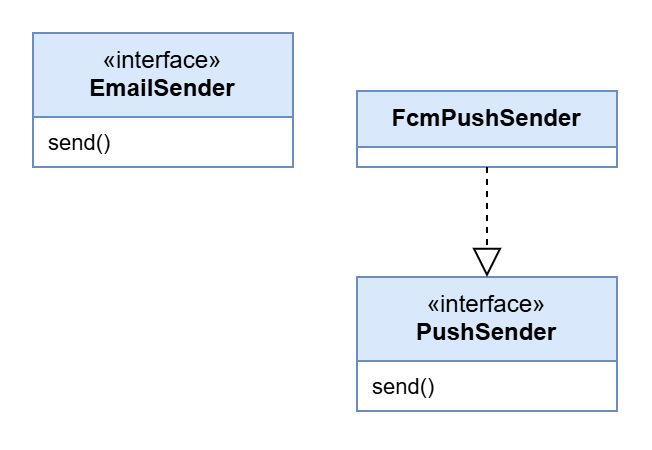 «interface»
EmailSender
send()
FcmPushSender
«interface»
PushSender
send()